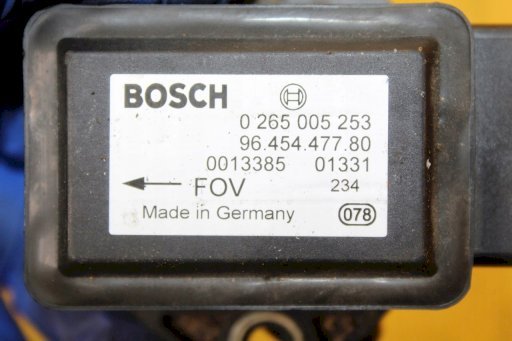 BOSCH
0 265 005 253
96.454.477.80
0013385 01331
FOV 234
Made in Germany 078